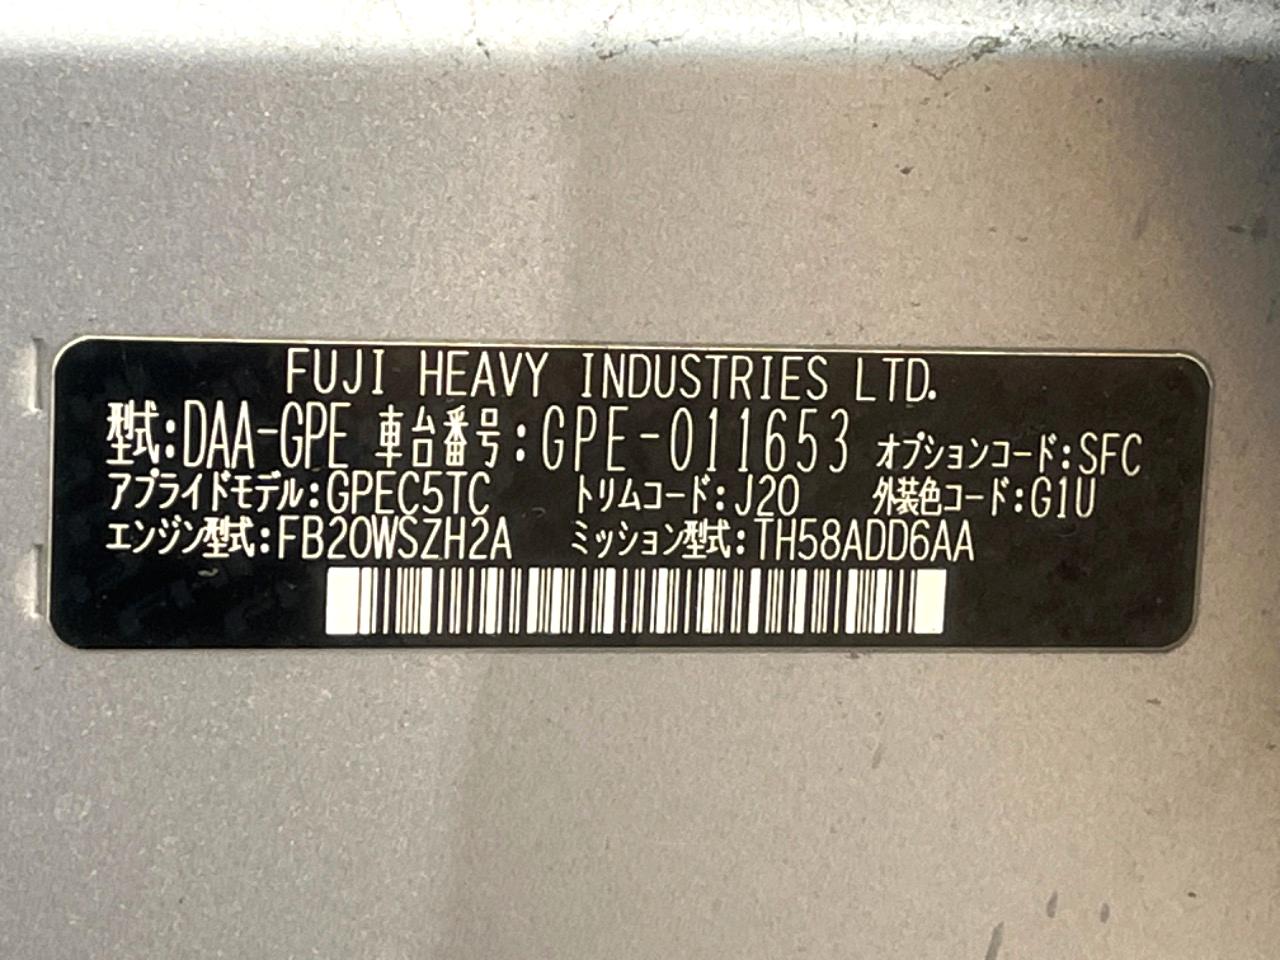 FUJI HEAVY INDUSTRIES LTD.
型式:DAA-GPE 車台番号:GPE-011653 オプションコード:SFC
アプライドモデル:GPEC5TC トリムコード:J20 外装色コード:G1U
エンジン型式:FB20WSZH2A ミッション型式:TH58ADD6AA